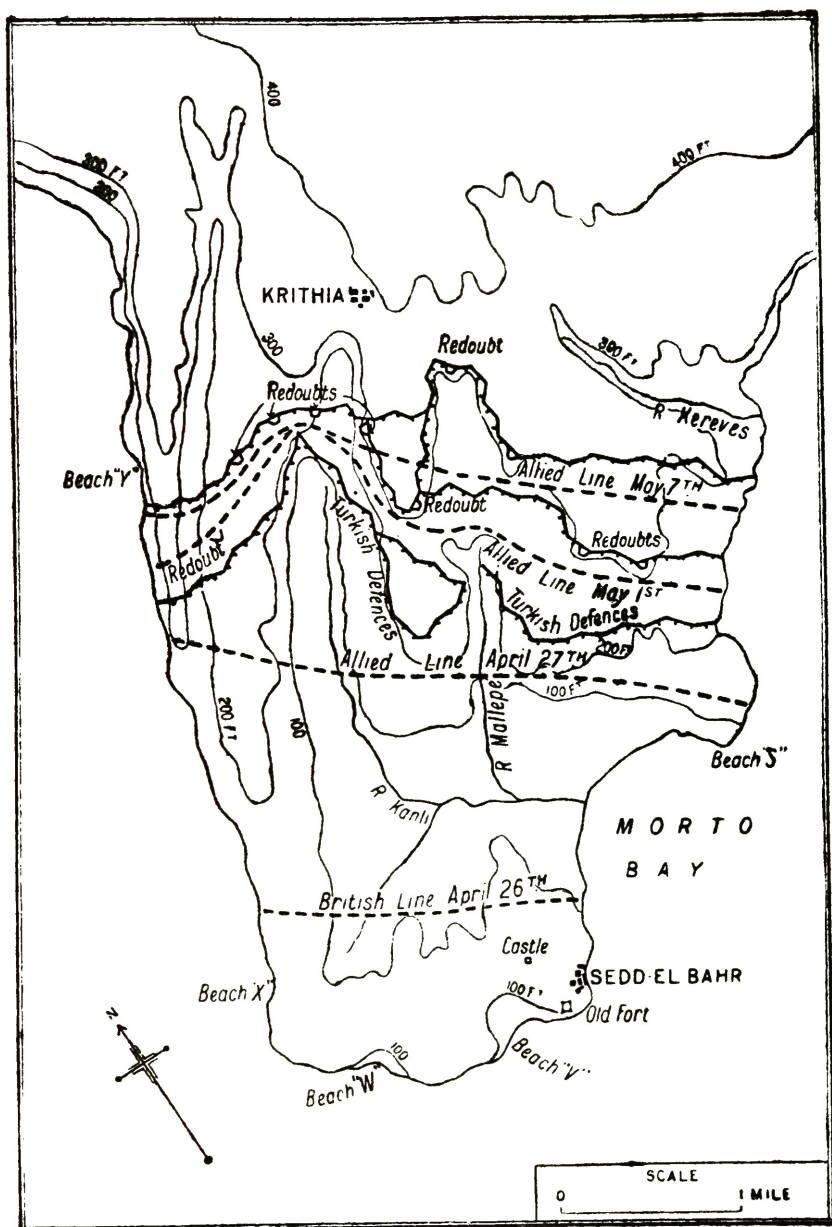 400
300 FT
200
400 FT
KRITHIA
300
Redoubt
300 FT
Redoubts
R Kereves
Beach "Y"
Allied Line May 7TH
Redoubt
Turkish Defences
Redoubts
Redoubt
Allied Line May 1ST
Turkish Defences
200 FT
Allied Line April 27TH
100 FT
200 FT
100
R Maltepe
Beach "S"
R Kanli
MORTO
BAY
British Line April 26TH
Castle
SEDD·EL BAHR
Beach "X"
100 FT
Old Fort
N
100
Beach "V"
Beach "W"
SCALE
0 1 MILE